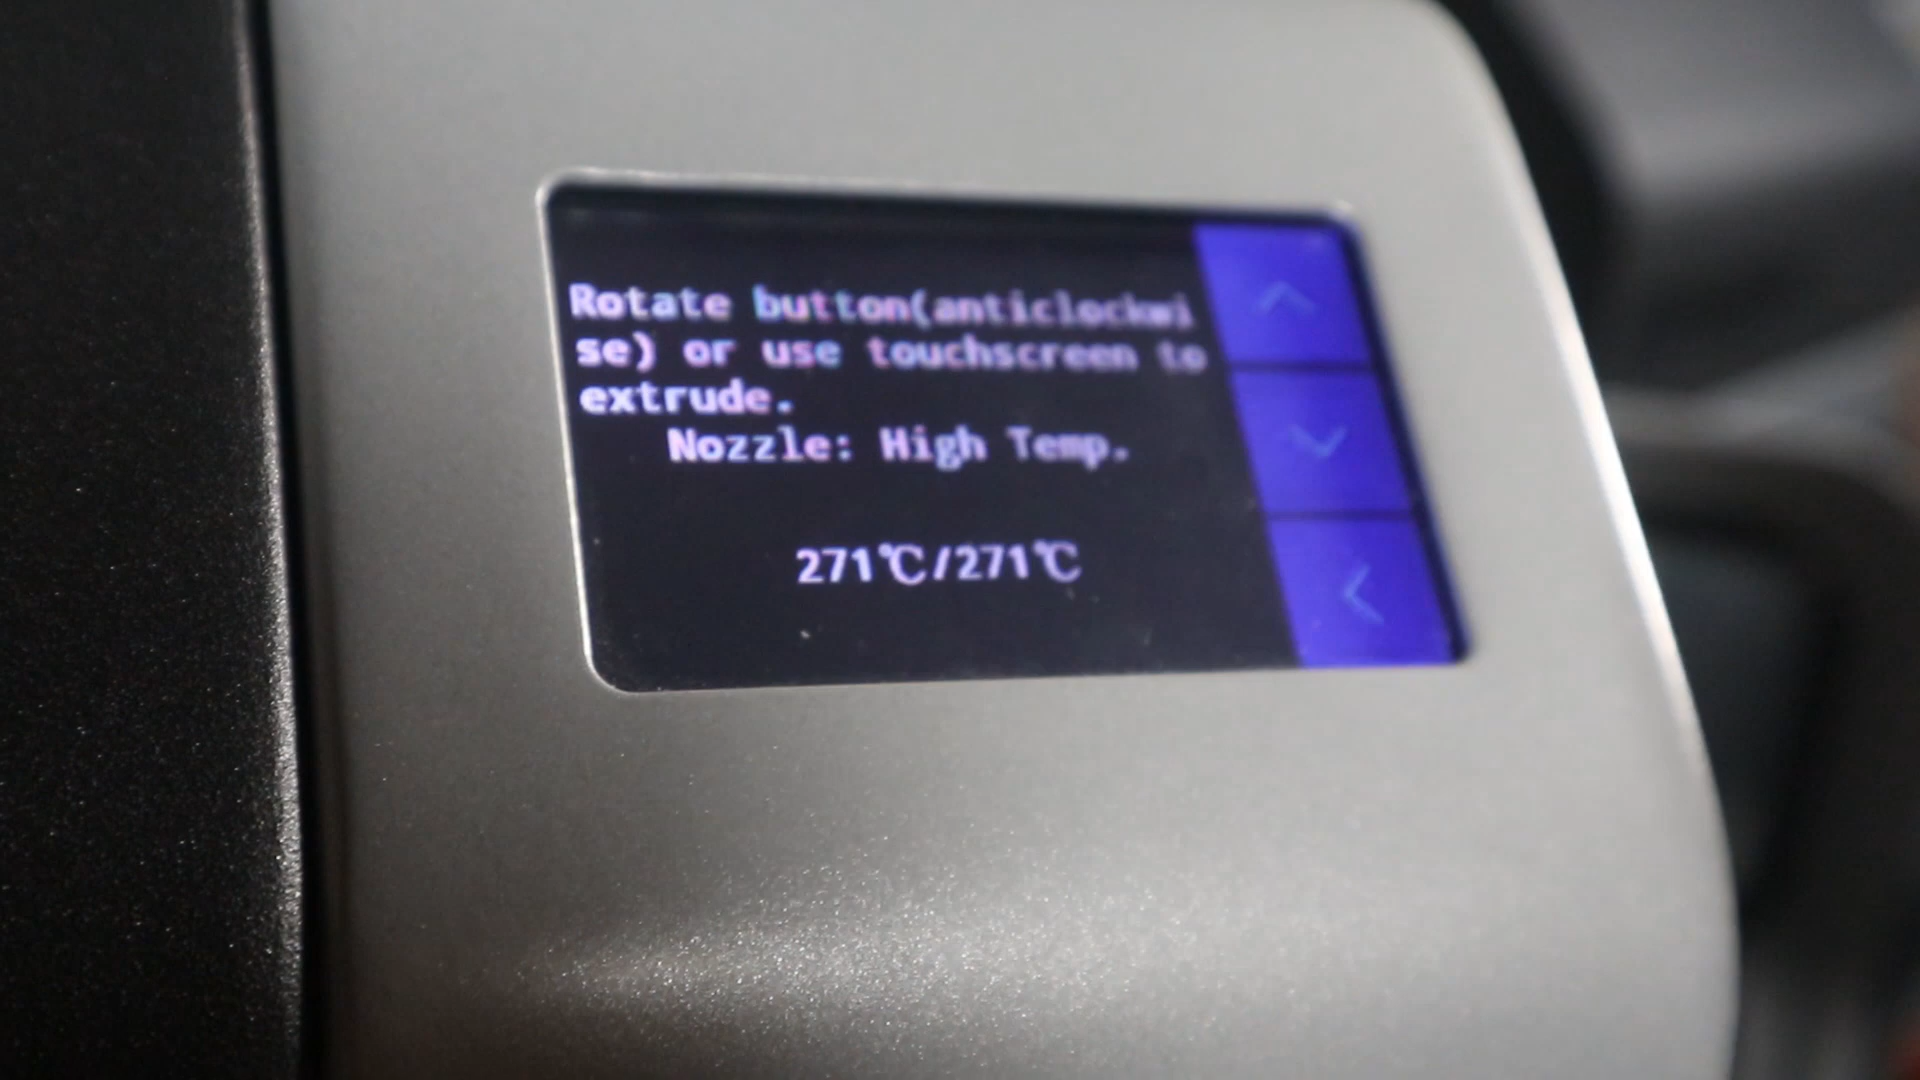 Rotate button(anticlockwi
se) or use touchscreen to
extrude.
Nozzle: High Temp.
271℃/271℃